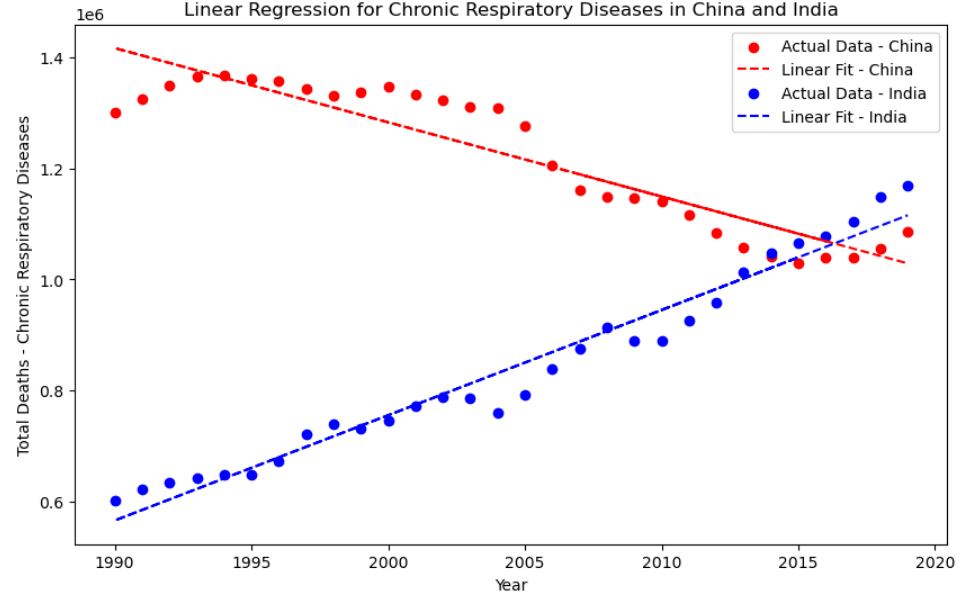 Linear Regression for Chronic Respiratory Diseases in China and India
1e6
Actual Data - China
Linear Fit - China
Actual Data - India
Linear Fit - India
Total Deaths - Chronic Respiratory Diseases
1.4
1.2
1.0
0.8
0.6
1990 1995 2000 2005 2010 2015 2020
Year